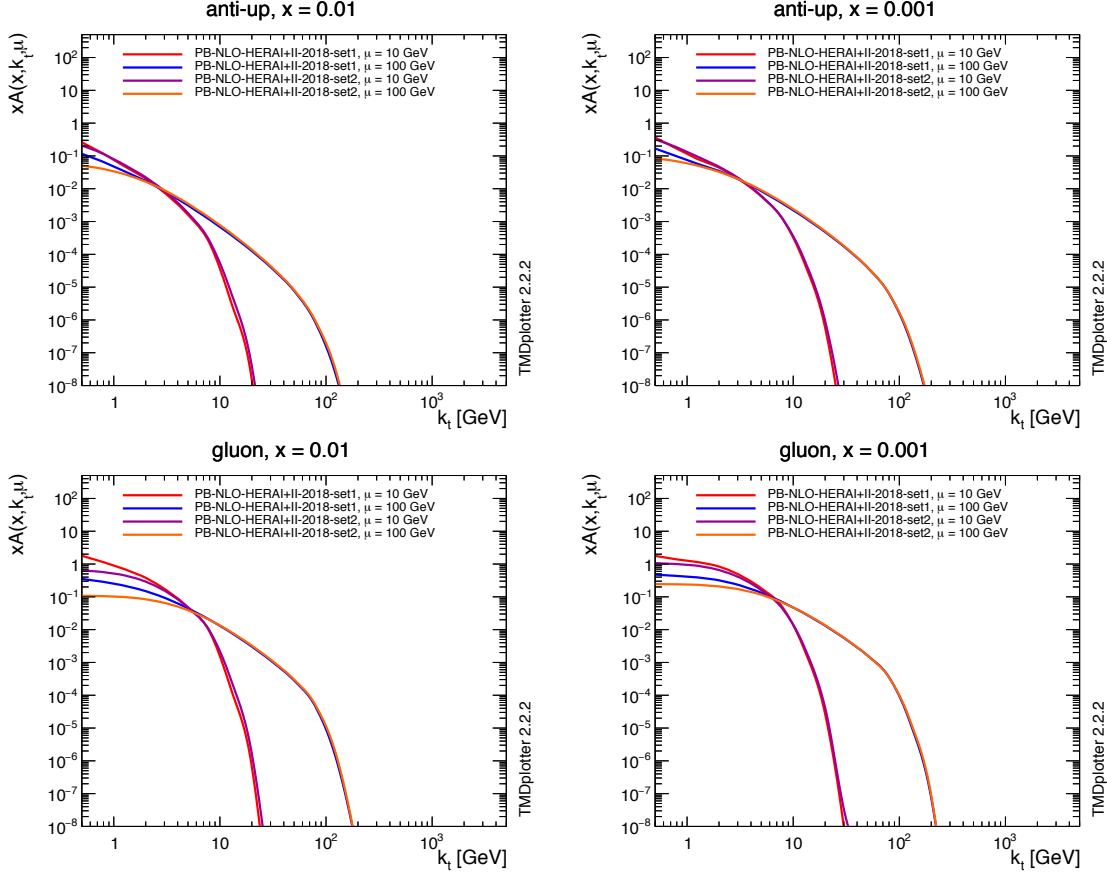 anti-up, x = 0.01
xA(x,kₜ,μ)
PB-NLO-HERAI+II-2018-set1, μ = 10 GeV
PB-NLO-HERAI+II-2018-set1, μ = 100 GeV
PB-NLO-HERAI+II-2018-set2, μ = 10 GeV
PB-NLO-HERAI+II-2018-set2, μ = 100 GeV
10²
10
1
10⁻¹
10⁻²
10⁻³
10⁻⁴
10⁻⁵
10⁻⁶
10⁻⁷
10⁻⁸
1 10 10² 10³
kₜ [GeV]
TMDplotter 2.2.2
anti-up, x = 0.001
xA(x,kₜ,μ)
PB-NLO-HERAI+II-2018-set1, μ = 10 GeV
PB-NLO-HERAI+II-2018-set1, μ = 100 GeV
PB-NLO-HERAI+II-2018-set2, μ = 10 GeV
PB-NLO-HERAI+II-2018-set2, μ = 100 GeV
10²
10
1
10⁻¹
10⁻²
10⁻³
10⁻⁴
10⁻⁵
10⁻⁶
10⁻⁷
10⁻⁸
1 10 10² 10³
kₜ [GeV]
TMDplotter 2.2.2
gluon, x = 0.01
xA(x,kₜ,μ)
PB-NLO-HERAI+II-2018-set1, μ = 10 GeV
PB-NLO-HERAI+II-2018-set1, μ = 100 GeV
PB-NLO-HERAI+II-2018-set2, μ = 10 GeV
PB-NLO-HERAI+II-2018-set2, μ = 100 GeV
10²
10
1
10⁻¹
10⁻²
10⁻³
10⁻⁴
10⁻⁵
10⁻⁶
10⁻⁷
10⁻⁸
1 10 10² 10³
kₜ [GeV]
TMDplotter 2.2.2
gluon, x = 0.001
xA(x,kₜ,μ)
PB-NLO-HERAI+II-2018-set1, μ = 10 GeV
PB-NLO-HERAI+II-2018-set1, μ = 100 GeV
PB-NLO-HERAI+II-2018-set2, μ = 10 GeV
PB-NLO-HERAI+II-2018-set2, μ = 100 GeV
10²
10
1
10⁻¹
10⁻²
10⁻³
10⁻⁴
10⁻⁵
10⁻⁶
10⁻⁷
10⁻⁸
1 10 10² 10³
kₜ [GeV]
TMDplotter 2.2.2